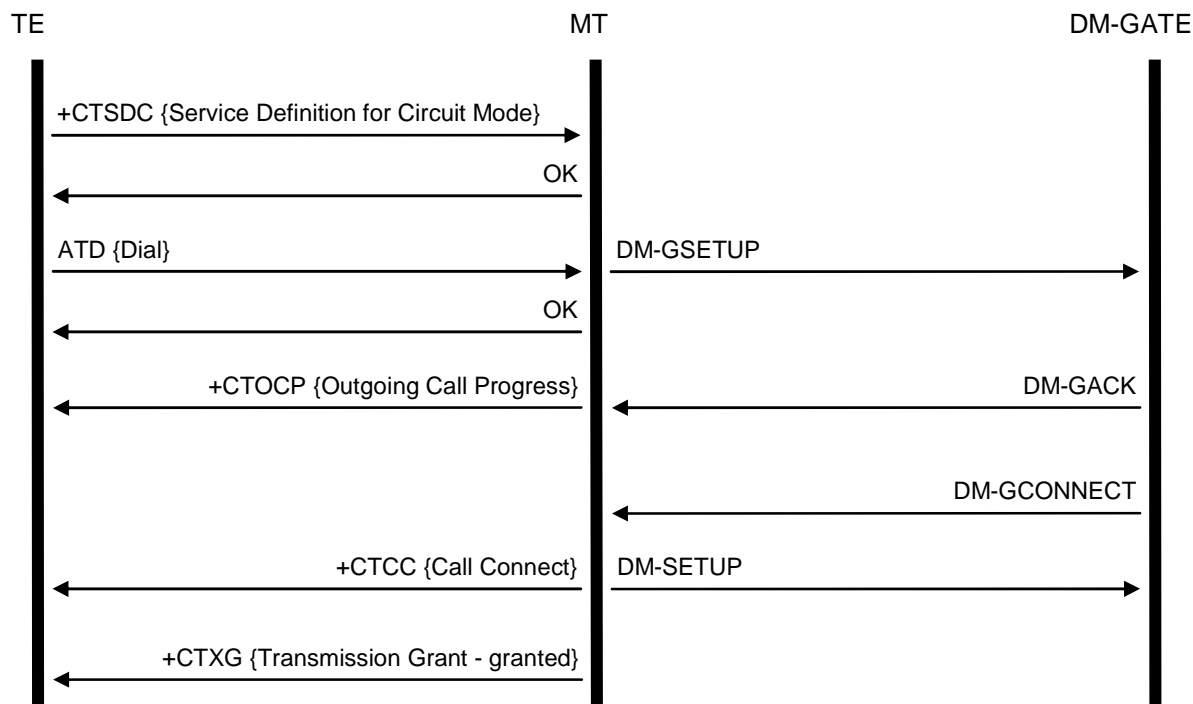 TE
MT
DM-GATE
+CTSDC {Service Definition for Circuit Mode}
OK
ATD {Dial}
DM-GSETUP
OK
+CTOCP {Outgoing Call Progress}
DM-GACK
DM-GCONNECT
+CTCC {Call Connect}
DM-SETUP
+CTXG {Transmission Grant - granted}